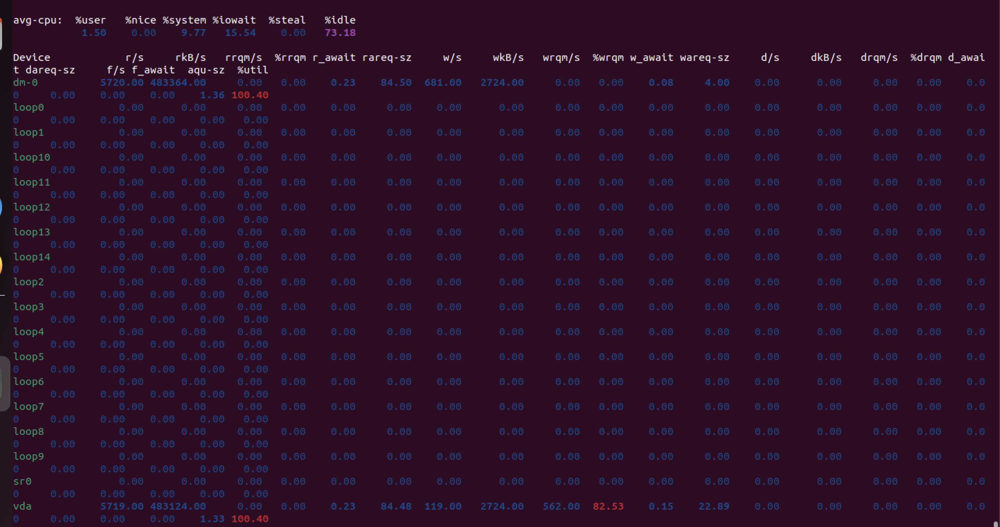 avg-cpu:  %user   %nice %system %iowait  %steal   %idle
           1.50    0.00    9.77   15.54    0.00   73.18
Device            r/s     rkB/s   rrqm/s  %rrqm r_await rareq-sz     w/s     wkB/s   wrqm/s  %wrqm w_await wareq-sz     d/s     dkB/s   drqm/s  %drqm d_awai
t dareq-sz     f/s f_await  aqu-sz  %util
dm-0          5720.00 483364.00     0.00   0.00    0.23    84.50  681.00   2724.00     0.00   0.00    0.08     4.00    0.00      0.00     0.00   0.00    0.0
0     0.00    0.00    0.00    1.36 100.40
loop0            0.00      0.00     0.00   0.00    0.00     0.00    0.00      0.00     0.00   0.00    0.00     0.00    0.00      0.00     0.00   0.00    0.0
0     0.00    0.00    0.00    0.00   0.00
loop1            0.00      0.00     0.00   0.00    0.00     0.00    0.00      0.00     0.00   0.00    0.00     0.00    0.00      0.00     0.00   0.00    0.0
0     0.00    0.00    0.00    0.00   0.00
loop10           0.00      0.00     0.00   0.00    0.00     0.00    0.00      0.00     0.00   0.00    0.00     0.00    0.00      0.00     0.00   0.00    0.0
0     0.00    0.00    0.00    0.00   0.00
loop11           0.00      0.00     0.00   0.00    0.00     0.00    0.00      0.00     0.00   0.00    0.00     0.00    0.00      0.00     0.00   0.00    0.0
0     0.00    0.00    0.00    0.00   0.00
loop12           0.00      0.00     0.00   0.00    0.00     0.00    0.00      0.00     0.00   0.00    0.00     0.00    0.00      0.00     0.00   0.00    0.0
0     0.00    0.00    0.00    0.00   0.00
loop13           0.00      0.00     0.00   0.00    0.00     0.00    0.00      0.00     0.00   0.00    0.00     0.00    0.00      0.00     0.00   0.00    0.0
0     0.00    0.00    0.00    0.00   0.00
loop14           0.00      0.00     0.00   0.00    0.00     0.00    0.00      0.00     0.00   0.00    0.00     0.00    0.00      0.00     0.00   0.00    0.0
0     0.00    0.00    0.00    0.00   0.00
loop2            0.00      0.00     0.00   0.00    0.00     0.00    0.00      0.00     0.00   0.00    0.00     0.00    0.00      0.00     0.00   0.00    0.0
0     0.00    0.00    0.00    0.00   0.00
loop3            0.00      0.00     0.00   0.00    0.00     0.00    0.00      0.00     0.00   0.00    0.00     0.00    0.00      0.00     0.00   0.00    0.0
0     0.00    0.00    0.00    0.00   0.00
loop4            0.00      0.00     0.00   0.00    0.00     0.00    0.00      0.00     0.00   0.00    0.00     0.00    0.00      0.00     0.00   0.00    0.0
0     0.00    0.00    0.00    0.00   0.00
loop5            0.00      0.00     0.00   0.00    0.00     0.00    0.00      0.00     0.00   0.00    0.00     0.00    0.00      0.00     0.00   0.00    0.0
0     0.00    0.00    0.00    0.00   0.00
loop6            0.00      0.00     0.00   0.00    0.00     0.00    0.00      0.00     0.00   0.00    0.00     0.00    0.00      0.00     0.00   0.00    0.0
0     0.00    0.00    0.00    0.00   0.00
loop7            0.00      0.00     0.00   0.00    0.00     0.00    0.00      0.00     0.00   0.00    0.00     0.00    0.00      0.00     0.00   0.00    0.0
0     0.00    0.00    0.00    0.00   0.00
loop8            0.00      0.00     0.00   0.00    0.00     0.00    0.00      0.00     0.00   0.00    0.00     0.00    0.00      0.00     0.00   0.00    0.0
0     0.00    0.00    0.00    0.00   0.00
loop9            0.00      0.00     0.00   0.00    0.00     0.00    0.00      0.00     0.00   0.00    0.00     0.00    0.00      0.00     0.00   0.00    0.0
0     0.00    0.00    0.00    0.00   0.00
sr0              0.00      0.00     0.00   0.00    0.00     0.00    0.00      0.00     0.00   0.00    0.00     0.00    0.00      0.00     0.00   0.00    0.0
0     0.00    0.00    0.00    0.00   0.00
vda           5719.00 483124.00     0.00   0.00    0.23    84.48  119.00   2724.00   562.00  82.53    0.15    22.89    0.00      0.00     0.00   0.00    0.0
0     0.00    0.00    0.00    1.33 100.40